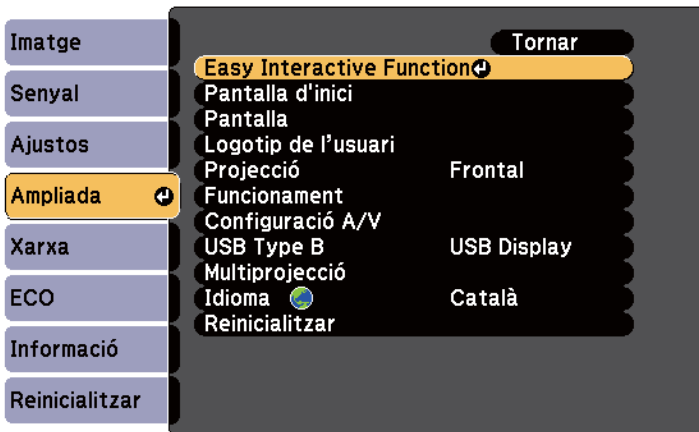 Imatge
Senyal
Ajustos
Ampliada
Xarxa
ECO
Informació
Reinicialitzar
Tornar
Easy Interactive Function
Pantalla d'inici
Pantalla
Logotip de l’usuari
Projecció Frontal
Funcionament
Configuració A/V
USB Type B USB Display
Multiprojecció
Idioma Català
Reinicialitzar